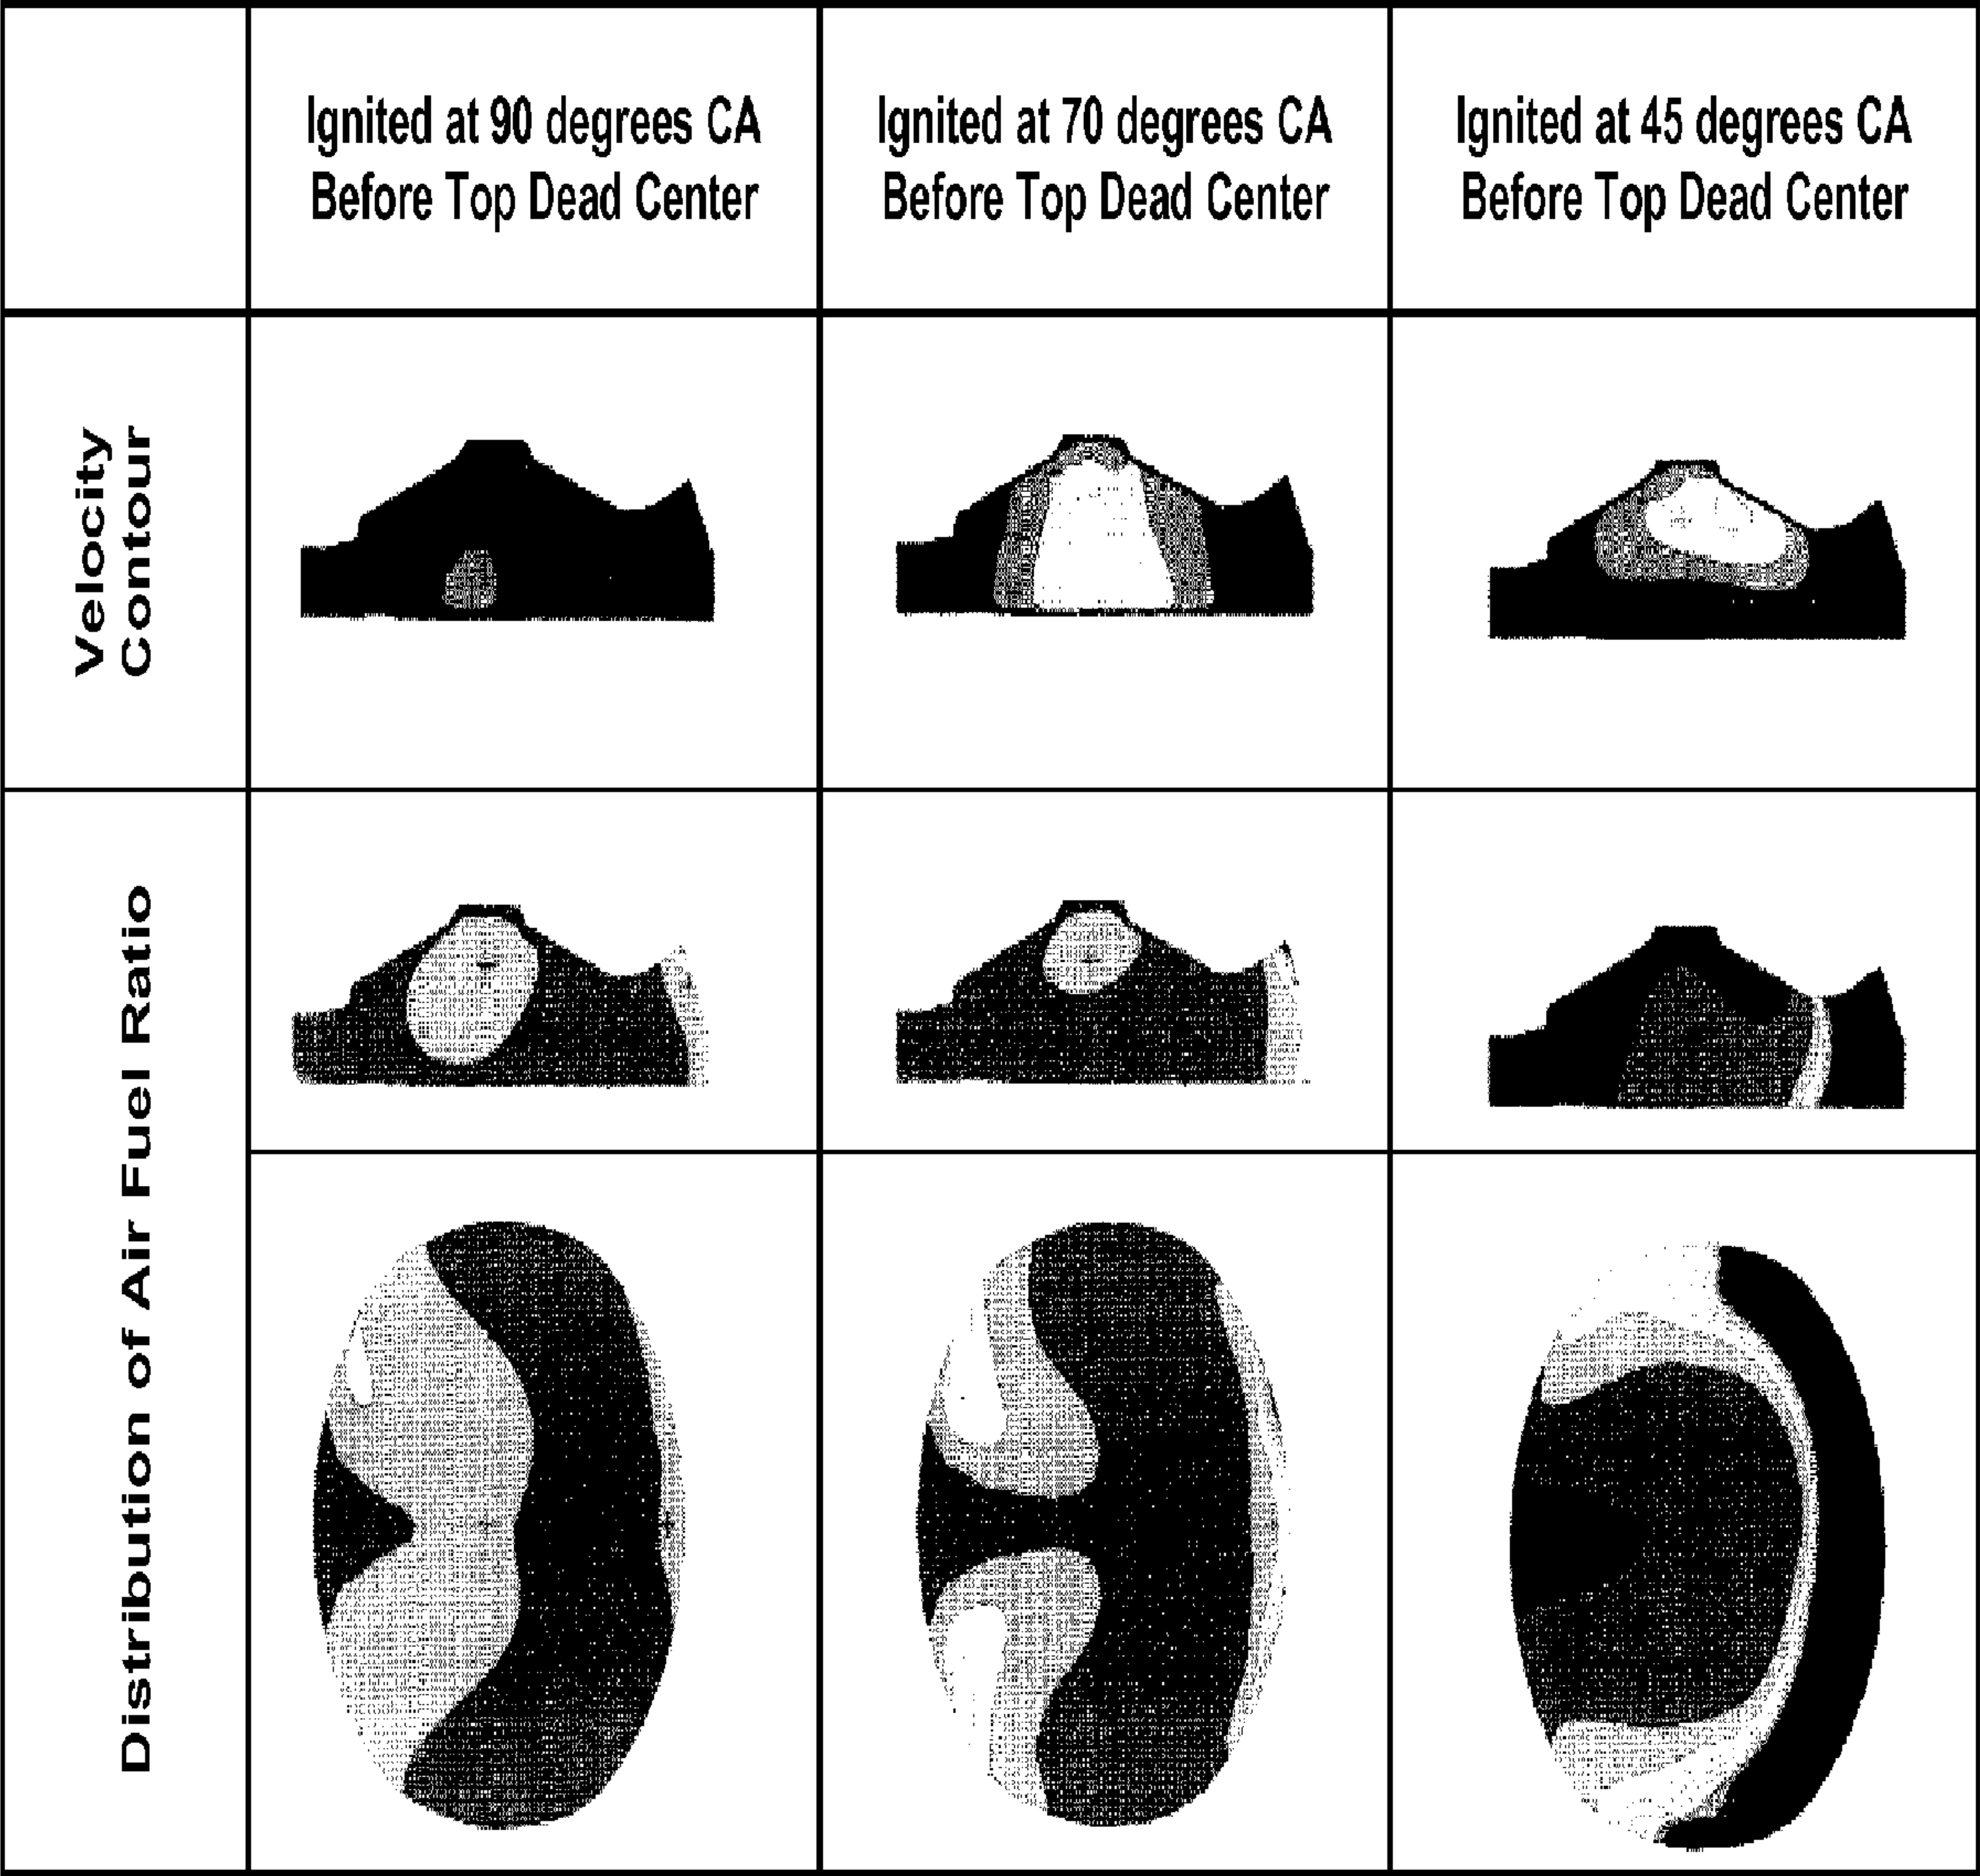 Ignited at 90 degrees CA
Before Top Dead Center
Ignited at 70 degrees CA
Before Top Dead Center
Ignited at 45 degrees CA
Before Top Dead Center
Velocity
Contour
Distribution of Air Fuel Ratio